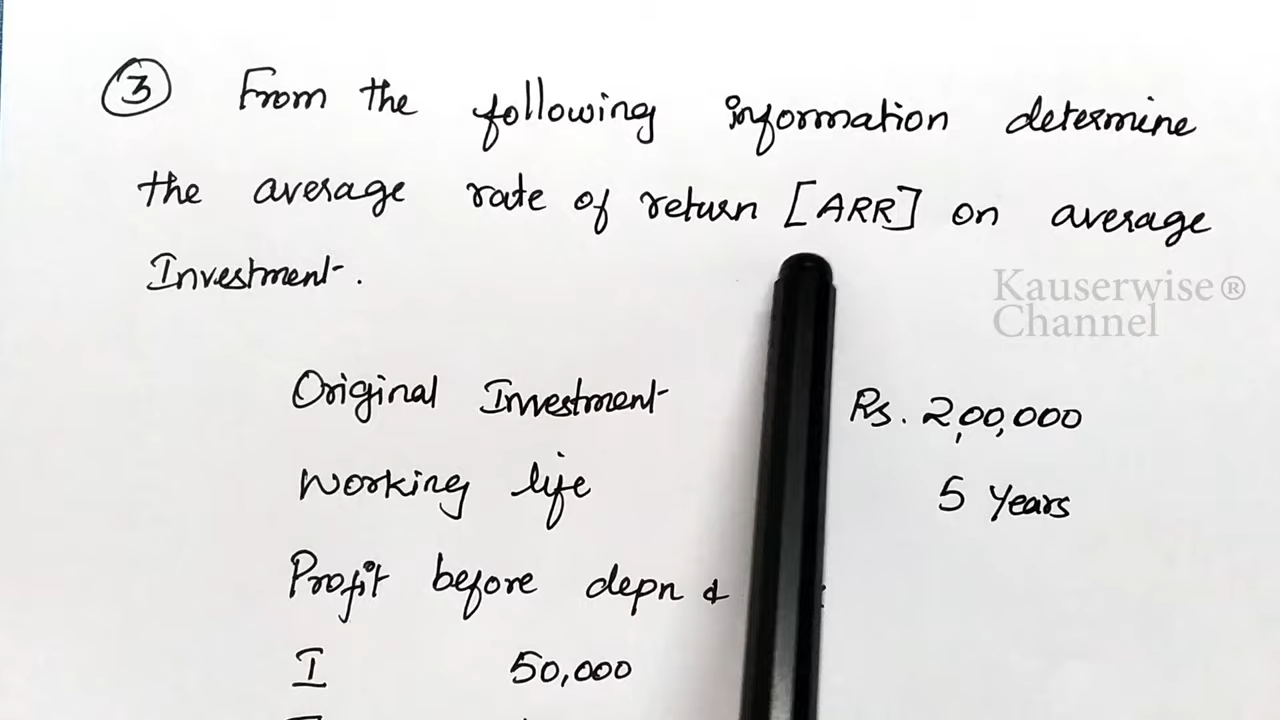 3 From the following information determine
the average rate of return [ARR] on average
Investment.
Kauserwise®
Channel
Original Investment Rs. 2,00,000
Working life 5 Years
Profit before depn &
I 50,000